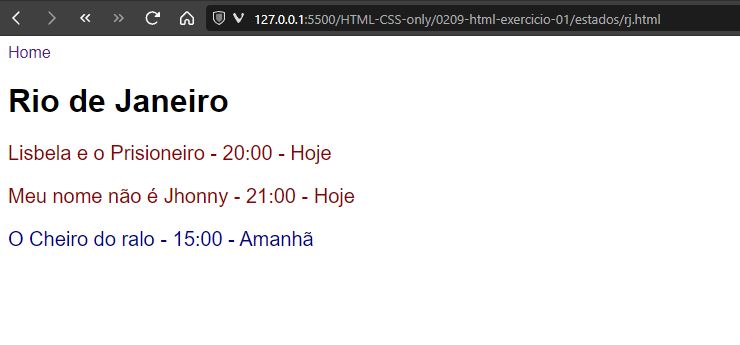 127.0.0.1:5500/HTML-CSS-only/0209-html-exercicio-01/estados/rj.html
Home
Rio de Janeiro
Lisbela e o Prisioneiro - 20:00 - Hoje
Meu nome não é Jhonny - 21:00 - Hoje
O Cheiro do ralo - 15:00 - Amanhã